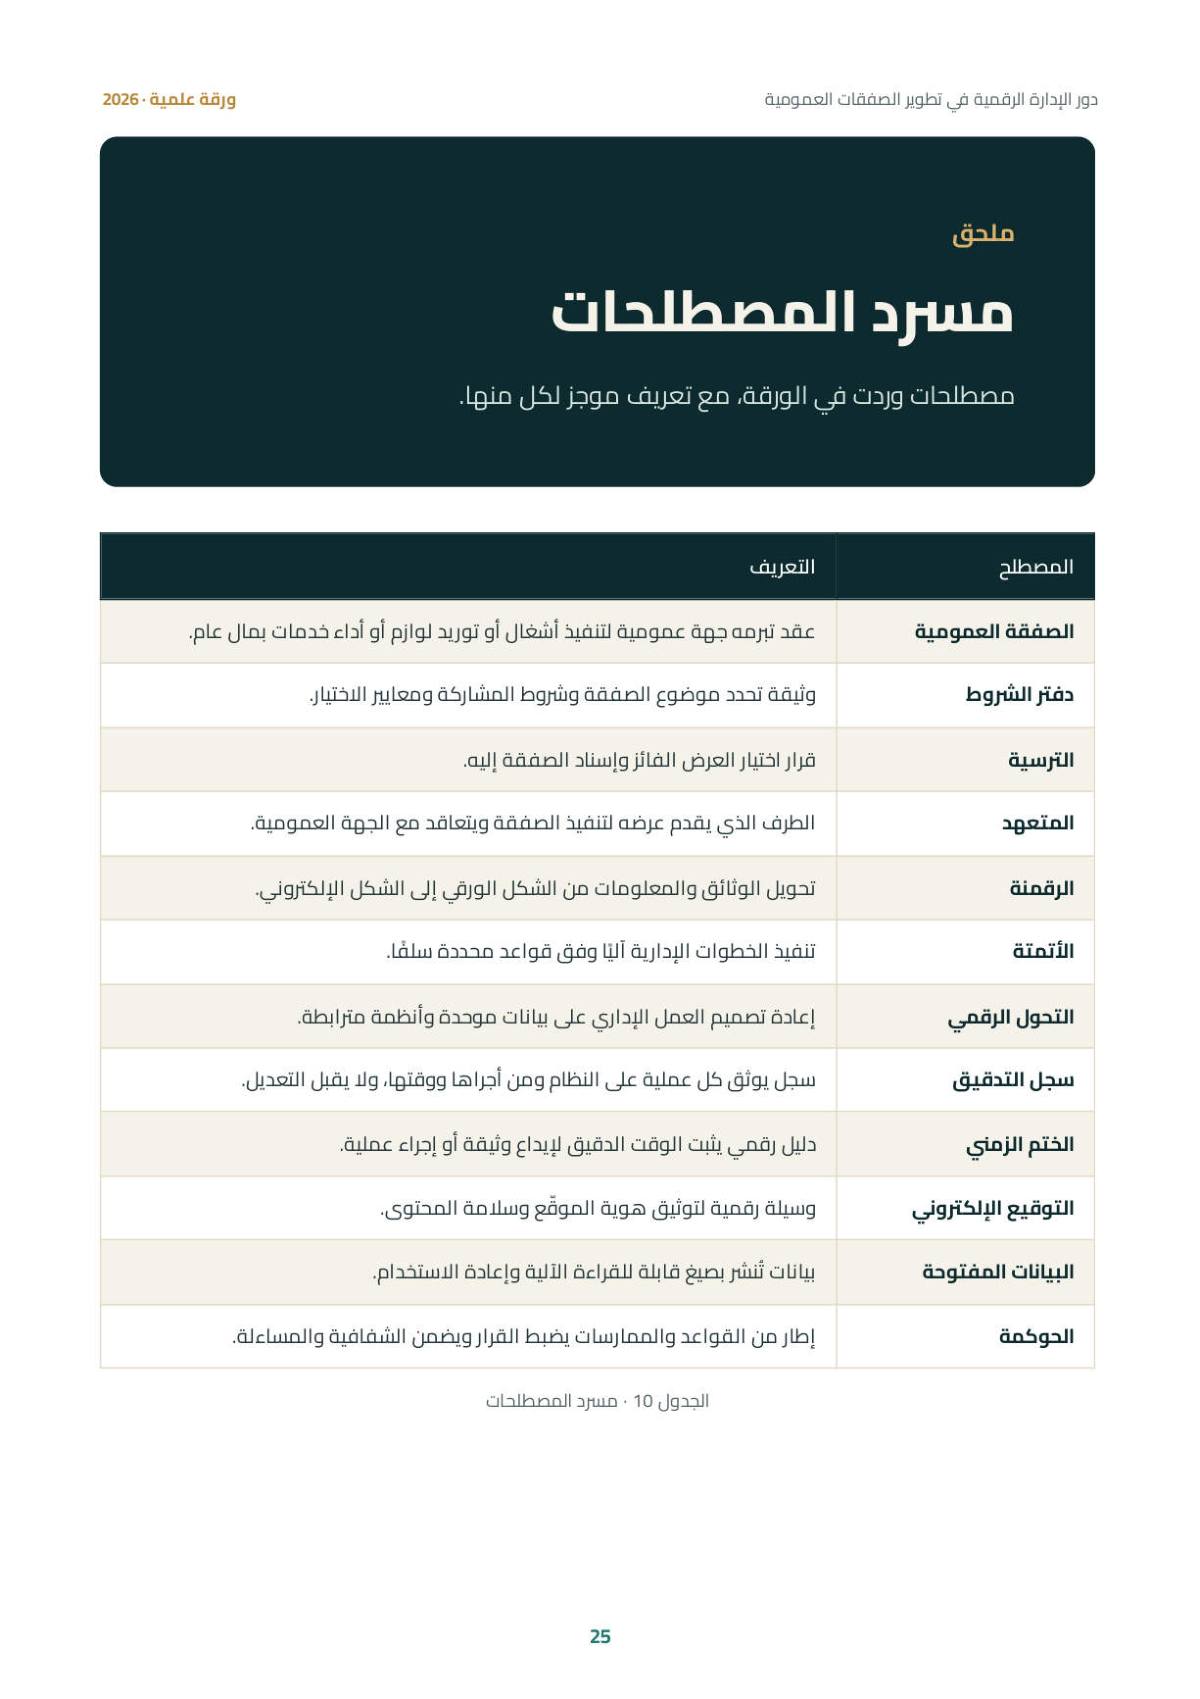 دور الإدارة الرقمية في تطوير الصفقات العمومية
ورقة علمية · 2026
ملحق
مسرد المصطلحات
مصطلحات وردت في الورقة، مع تعريف موجز لكل منها.
المصطلح التعريف
الصفقة العمومية عقد تبرمه جهة عمومية لتنفيذ أشغال أو توريد لوازم أو أداء خدمات بمال عام.
دفتر الشروط وثيقة تحدد موضوع الصفقة وشروط المشاركة ومعايير الاختيار.
الترسية قرار اختيار العرض الفائز وإسناد الصفقة إليه.
المتعهد الطرف الذي يقدم عرضه لتنفيذ الصفقة ويتعاقد مع الجهة العمومية.
الرقمنة تحويل الوثائق والمعلومات من الشكل الورقي إلى الشكل الإلكتروني.
الأتمتة تنفيذ الخطوات الإدارية آليًا وفق قواعد محددة سلفًا.
التحول الرقمي إعادة تصميم العمل الإداري على بيانات موحدة وأنظمة مترابطة.
سجل التدقيق سجل يوثق كل عملية على النظام ومن أجراها ووقتها، ولا يقبل التعديل.
الختم الزمني دليل رقمي يثبت الوقت الدقيق لإيداع وثيقة أو إجراء عملية.
التوقيع الإلكتروني وسيلة رقمية لتوثيق هوية الموقّع وسلامة المحتوى.
البيانات المفتوحة بيانات تُنشر بصيغ قابلة للقراءة الآلية وإعادة الاستخدام.
الحوكمة إطار من القواعد والممارسات يضبط القرار ويضمن الشفافية والمساءلة.
الجدول 10 · مسرد المصطلحات
25